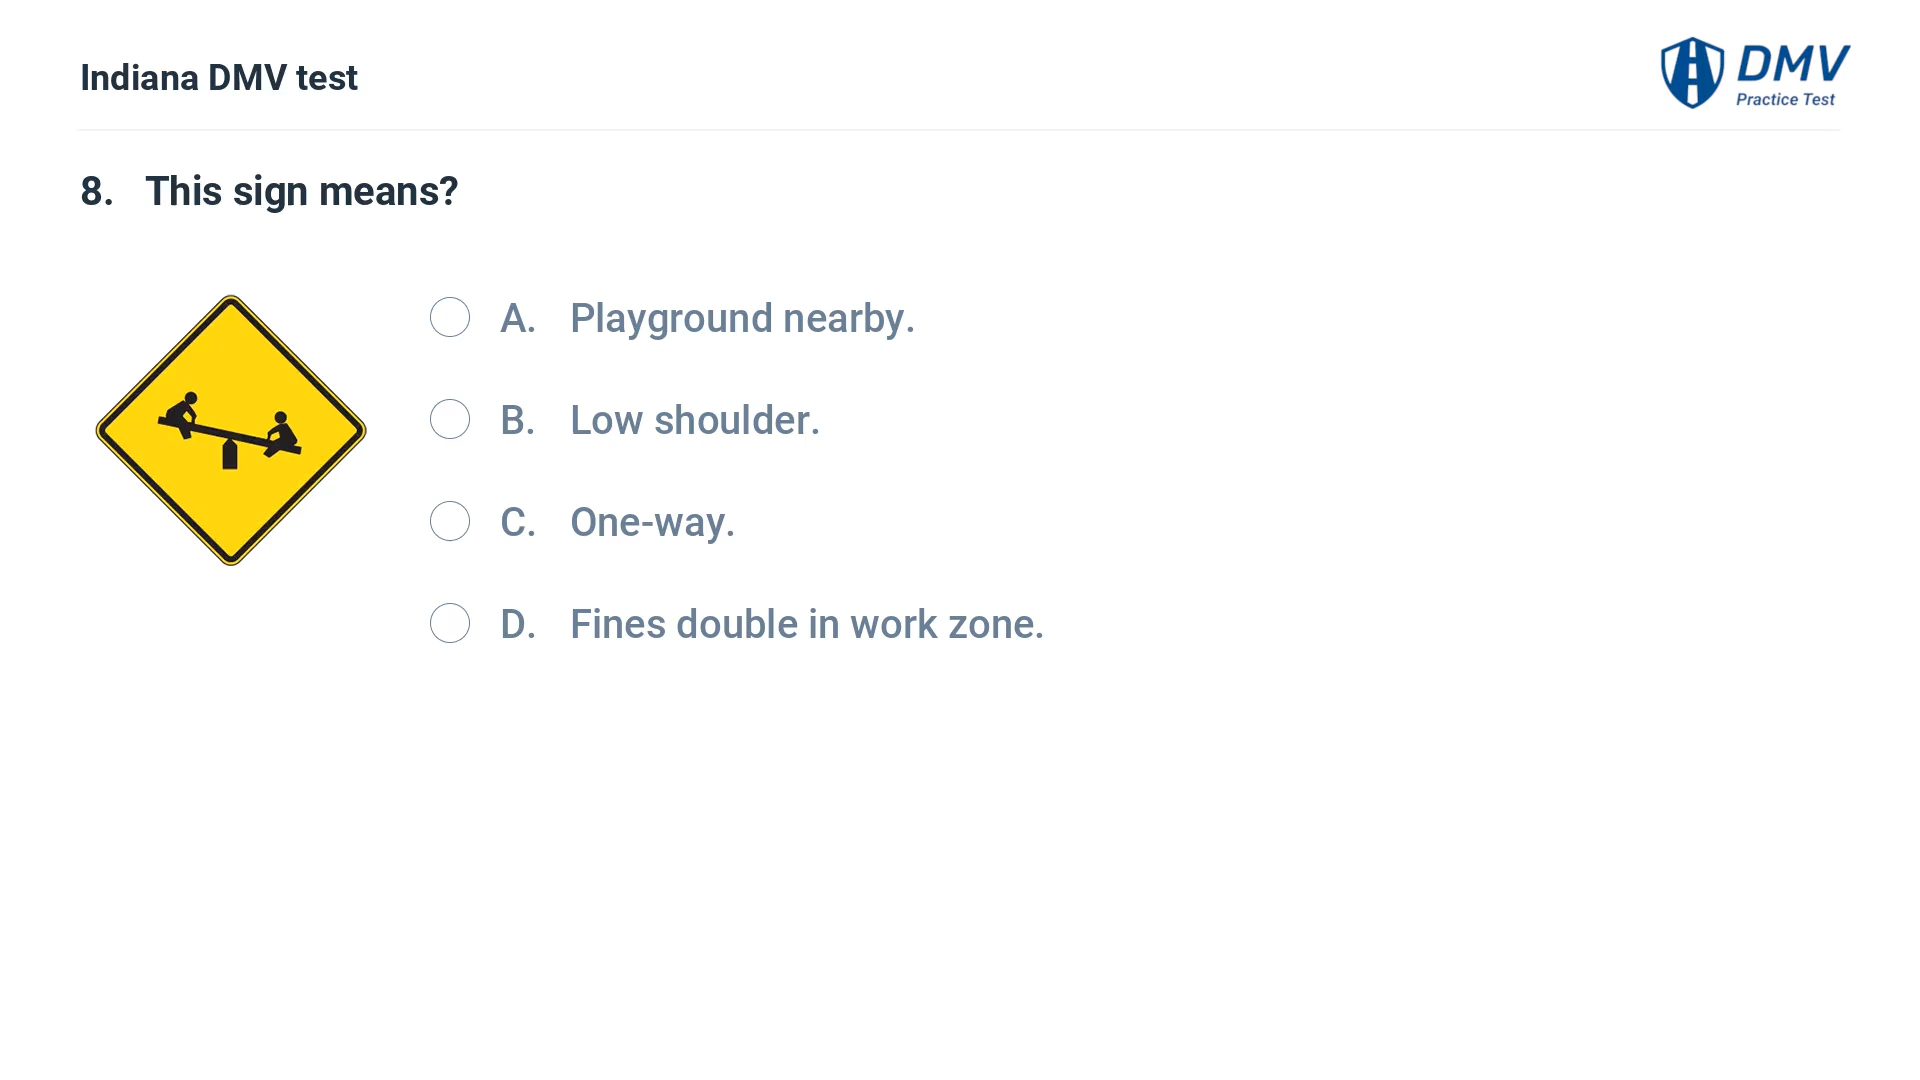 Indiana DMV test
DMV
Practice Test
8. This sign means?
A. Playground nearby.
B. Low shoulder.
C. One-way.
D. Fines double in work zone.